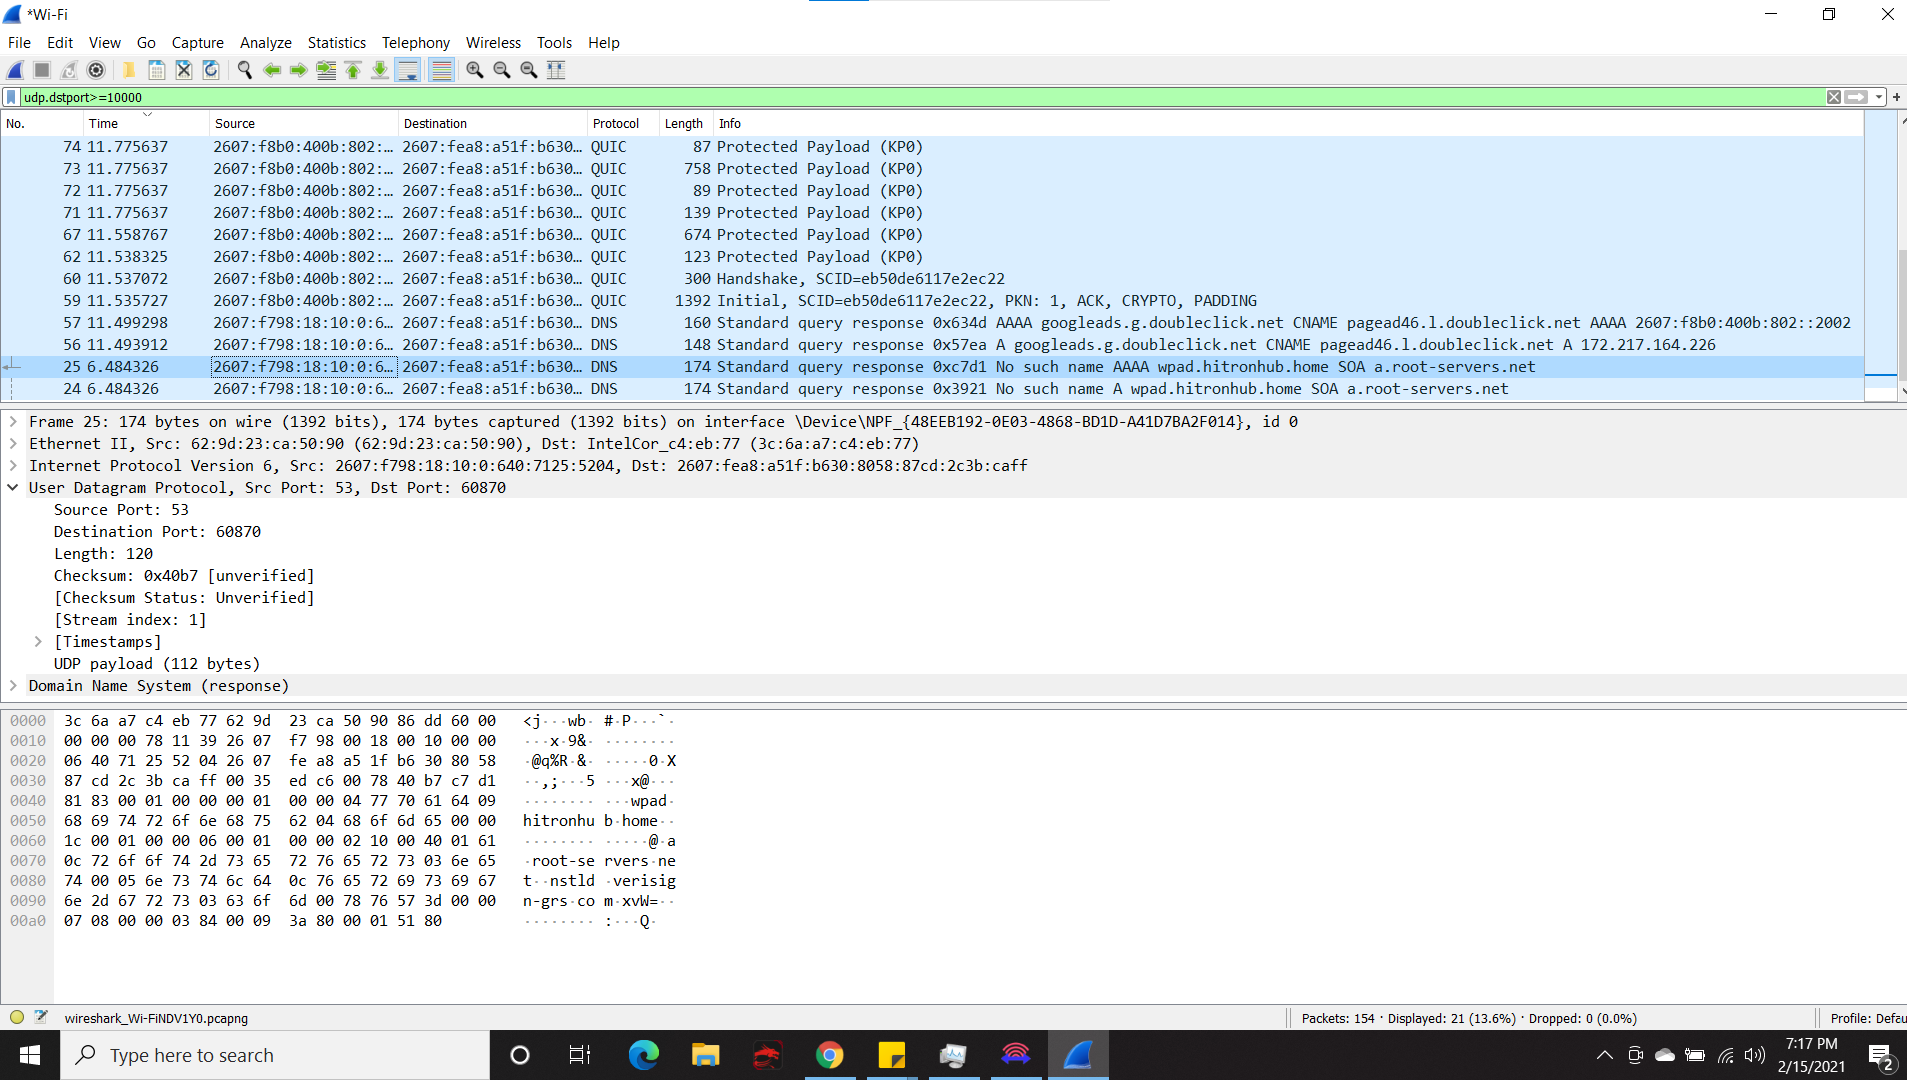 *Wi-Fi
File Edit View Go Capture Analyze Statistics Telephony Wireless Tools Help
udp.dstport>=10000
No. Time Source Destination Protocol Length Info
74 11.775637 2607:f8b0:400b:802:… 2607:fea8:a51f:b630… QUIC 87 Protected Payload (KP0)
73 11.775637 2607:f8b0:400b:802:… 2607:fea8:a51f:b630… QUIC 758 Protected Payload (KP0)
72 11.775637 2607:f8b0:400b:802:… 2607:fea8:a51f:b630… QUIC 89 Protected Payload (KP0)
71 11.775637 2607:f8b0:400b:802:… 2607:fea8:a51f:b630… QUIC 139 Protected Payload (KP0)
67 11.558767 2607:f8b0:400b:802:… 2607:fea8:a51f:b630… QUIC 674 Protected Payload (KP0)
62 11.538325 2607:f8b0:400b:802:… 2607:fea8:a51f:b630… QUIC 123 Protected Payload (KP0)
60 11.537072 2607:f8b0:400b:802:… 2607:fea8:a51f:b630… QUIC 300 Handshake, SCID=eb50de6117e2ec22
59 11.535727 2607:f8b0:400b:802:… 2607:fea8:a51f:b630… QUIC 1392 Initial, SCID=eb50de6117e2ec22, PKN: 1, ACK, CRYPTO, PADDING
57 11.499298 2607:f798:18:10:0:6… 2607:fea8:a51f:b630… DNS 160 Standard query response 0x634d AAAA googleads.g.doubleclick.net CNAME pagead46.l.doubleclick.net AAAA 2607:f8b0:400b:802::2002
56 11.493912 2607:f798:18:10:0:6… 2607:fea8:a51f:b630… DNS 148 Standard query response 0x57ea A googleads.g.doubleclick.net CNAME pagead46.l.doubleclick.net A 172.217.164.226
25 6.484326 2607:f798:18:10:0:6… 2607:fea8:a51f:b630… DNS 174 Standard query response 0xc7d1 No such name AAAA wpad.hitronhub.home SOA a.root-servers.net
24 6.484326 2607:f798:18:10:0:6… 2607:fea8:a51f:b630… DNS 174 Standard query response 0x3921 No such name A wpad.hitronhub.home SOA a.root-servers.net
Frame 25: 174 bytes on wire (1392 bits), 174 bytes captured (1392 bits) on interface \Device\NPF_{48EEB192-0E03-4868-BD1D-A41D7BA2F014}, id 0
Ethernet II, Src: 62:9d:23:ca:50:90 (62:9d:23:ca:50:90), Dst: IntelCor_c4:eb:77 (3c:6a:a7:c4:eb:77)
Internet Protocol Version 6, Src: 2607:f798:18:10:0:640:7125:5204, Dst: 2607:fea8:a51f:b630:8058:87cd:2c3b:caff
User Datagram Protocol, Src Port: 53, Dst Port: 60870
Source Port: 53
Destination Port: 60870
Length: 120
Checksum: 0x40b7 [unverified]
[Checksum Status: Unverified]
[Stream index: 1]
[Timestamps]
UDP payload (112 bytes)
Domain Name System (response)
0000 3c 6a a7 c4 eb 77 62 9d 23 ca 50 90 86 dd 60 00 <j···wb· #·P···`·
0010 00 00 00 78 11 39 26 07 f7 98 00 18 00 10 00 00 ···x·9&· ········
0020 06 40 71 25 52 04 26 07 fe a8 a5 1f b6 30 80 58 ·@q%R·&· ·····0·X
0030 87 cd 2c 3b ca ff 00 35 ed c6 00 78 40 b7 c7 d1 ··,;···5 ···x@···
0040 81 83 00 01 00 00 00 01 00 00 04 77 70 61 64 09 ········ ···wpad·
0050 68 69 74 72 6f 6e 68 75 62 04 68 6f 6d 65 00 00 hitronhu b·home··
0060 1c 00 01 00 00 06 00 01 00 00 02 10 00 40 01 61 ········ ·····@·a
0070 0c 72 6f 6f 74 2d 73 65 72 76 65 72 73 03 6e 65 ·root-se rvers·ne
0080 74 00 05 6e 73 74 6c 64 0c 76 65 72 69 73 69 67 t··nstld ·verisig
0090 6e 2d 67 72 73 03 63 6f 6d 00 78 76 57 3d 00 00 n-grs·co m·xvW=··
00a0 07 08 00 00 03 84 00 09 3a 80 00 01 51 80 ········ :···Q·
wireshark_Wi-FiNDV1Y0.pcapng
Packets: 154 · Displayed: 21 (13.6%) · Dropped: 0 (0.0%)
Profile: Defau
Type here to search
7:17 PM
2/15/2021
2